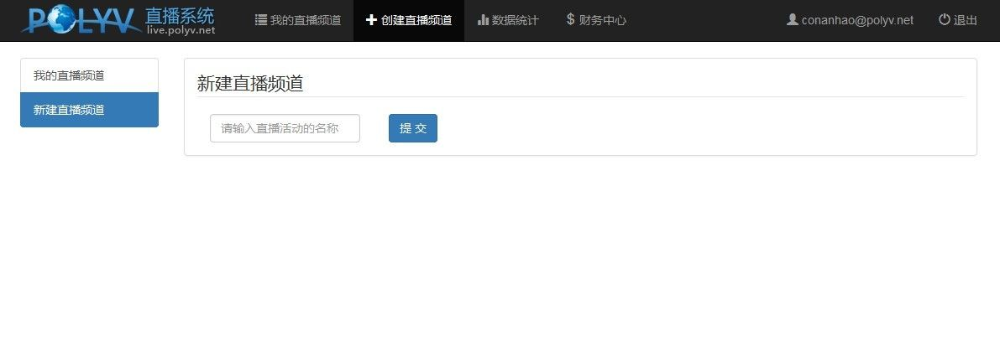 POLYV 直播系统
live.polyv.net
我的直播频道 创建直播频道 数据统计 $ 财务中心 conanhao@polyv.net 退出
我的直播频道
新建直播频道
新建直播频道
请输入直播活动的名称 提 交